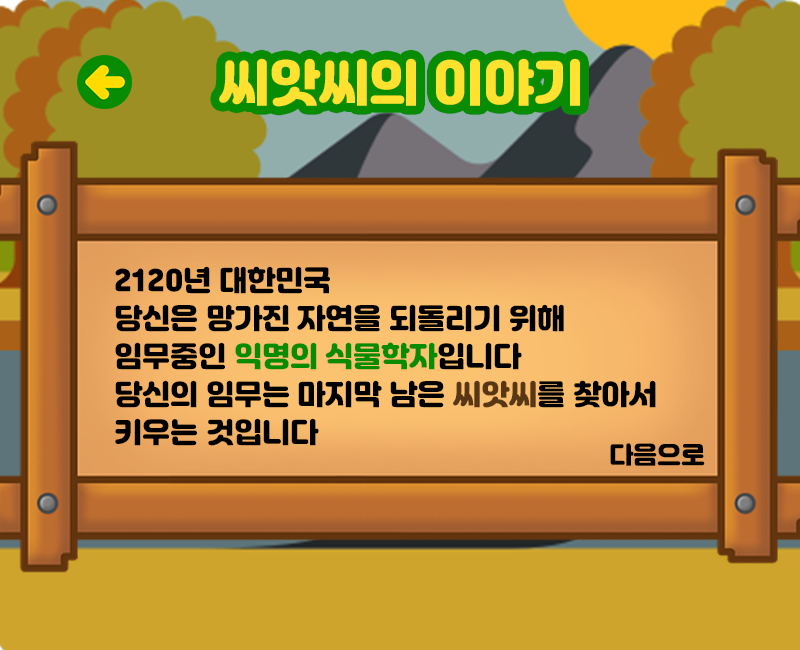 씨앗씨의 이야기
2120년 대한민국
당신은 망가진 자연을 되돌리기 위해
임무중인 익명의 식물학자입니다
당신의 임무는 마지막 남은 씨앗씨를 찾아서
키우는 것입니다
다음으로